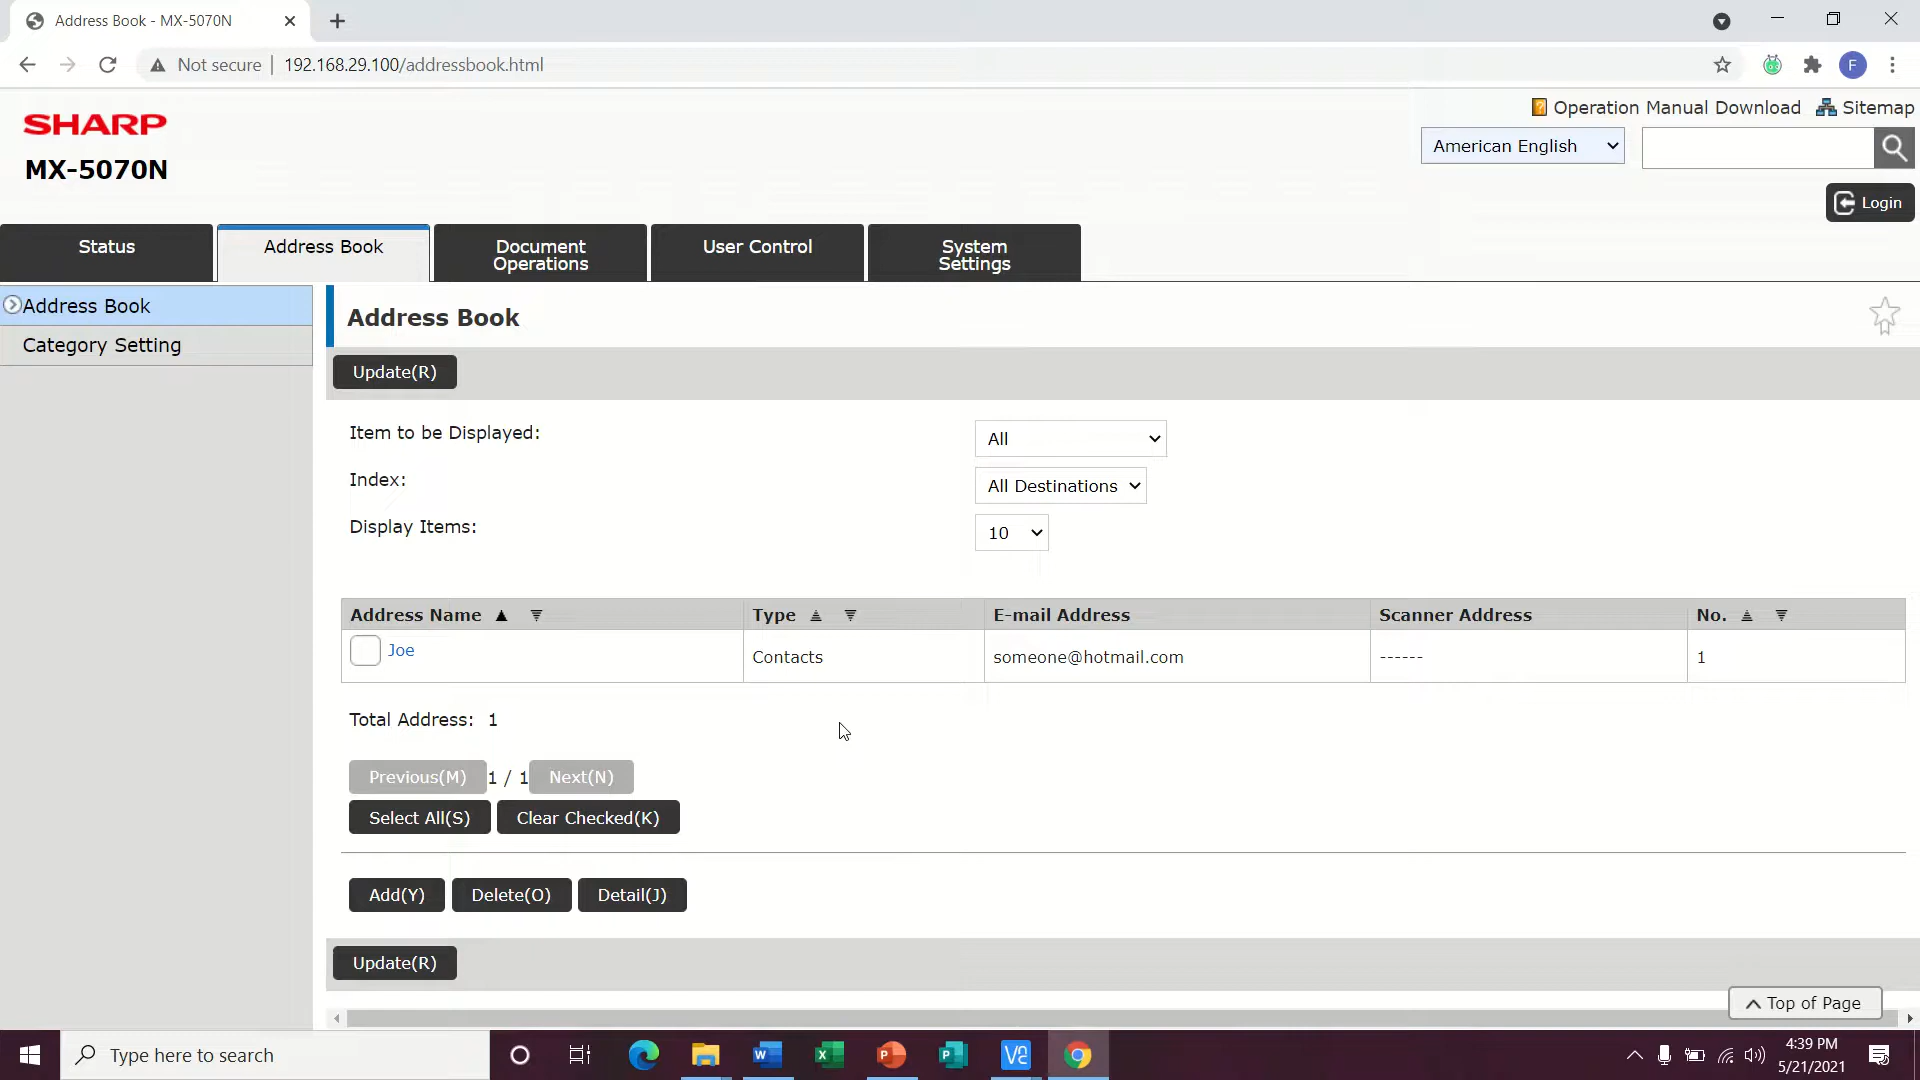 Address Book - MX-5070N
Not secure | 192.168.29.100/addressbook.html
F
SHARP
MX-5070N
Operation Manual Download Sitemap
American English
Login
Status
Address Book
Document Operations
User Control
System Settings
Address Book
Category Setting
Address Book
Update(R)
Item to be Displayed: All
Index: All Destinations
Display Items: 10
Address Name Type E-mail Address Scanner Address No.
Joe Contacts someone@hotmail.com ------ 1
Total Address: 1
Previous(M) 1 / 1 Next(N)
Select All(S) Clear Checked(K)
Add(Y) Delete(O) Detail(J)
Update(R)
Top of Page
Type here to search
4:39 PM
5/21/2021